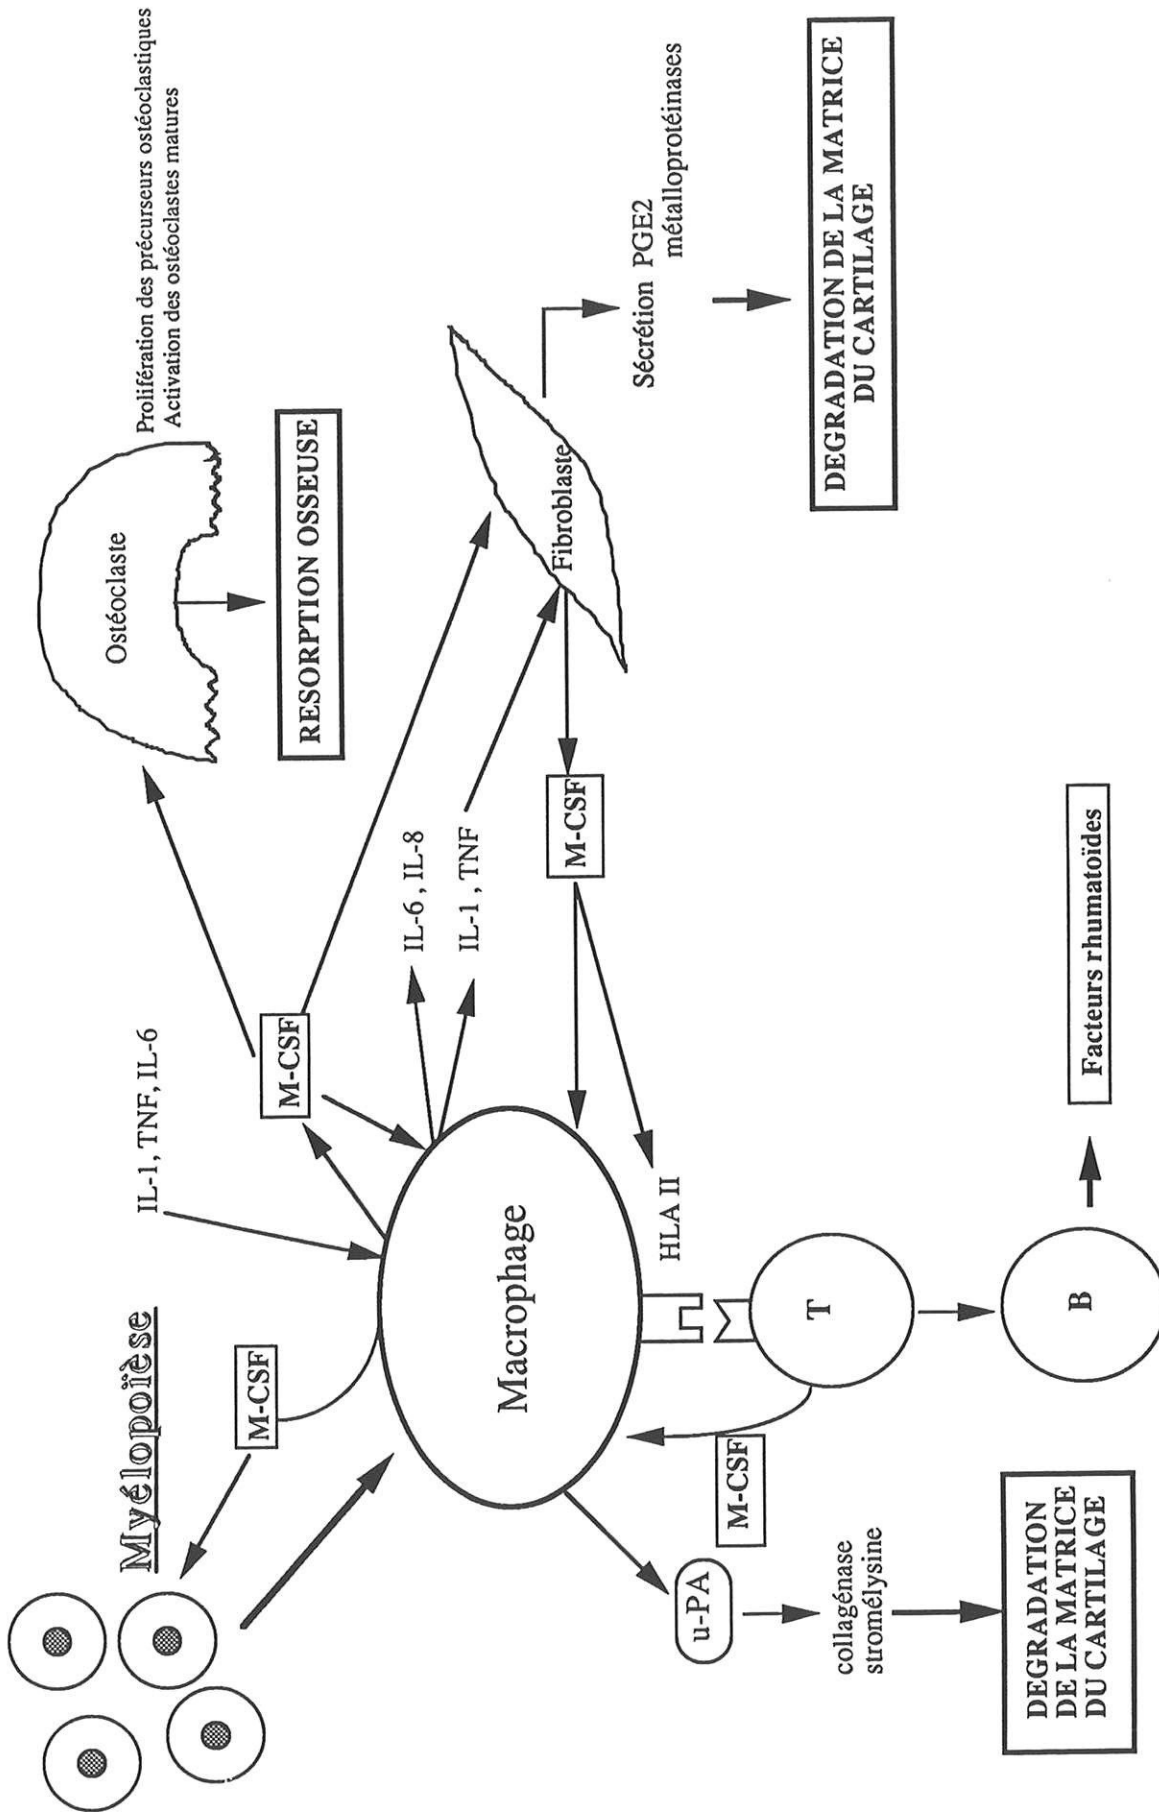 Myélopoïèse
M-CSF
IL-1, TNF, IL-6
M-CSF
Ostéoclaste
Prolifération des précurseurs ostéoclastiques
Activation des ostéoclastes matures
RESORPTION OSSEUSE
Macrophage
IL-6 , IL-8
IL-1 , TNF
Fibroblaste
M-CSF
Sécrétion PGE2
métalloprotéinases
DEGRADATION DE LA MATRICE
DU CARTILAGE
HLA II
u-PA
M-CSF
T
collagénase
stromélysine
DEGRADATION
DE LA MATRICE
DU CARTILAGE
B
Facteurs rhumatoïdes